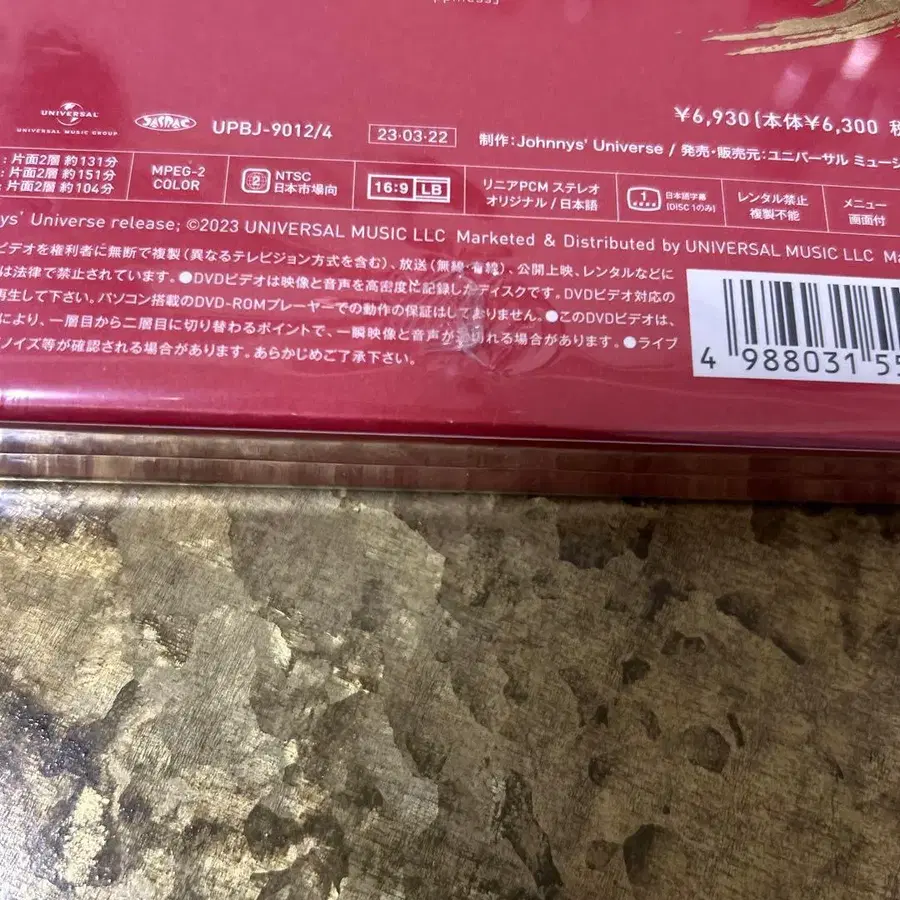 UNIVERSAL
UNIVERSAL MUSIC GROUP
JASRAC
UPBJ-9012/4
23·03·22
¥6,930[本体¥6,300 税
制作：Johnnys' Universe / 発売・販売元：ユニバーサル ミュー
：片面2層 約131分
：片面2層 約151分
：片面2層 約104分
MPEG-2
COLOR
2
NTSC
日本市場向
16:9 LB
リニアPCM ステレオ
オリジナル / 日本語
1
日本語字幕
[DISC 1のみ]
レンタル禁止
複製不能
メニュー
画面付
nys' Universe release; ©2023 UNIVERSAL MUSIC LLC Marketed & Distributed by UNIVERSAL MUSIC LLC Ma
ビデオを権利者に無断で複製(異なるテレビジョン方式を含む)、放送(無線・有線)、公開上映、レンタルなどに
は法律で禁止されています。●DVDビデオは映像と音声を高密度に記録したディスクです。DVDビデオ対応の
再生して下さい。パソコン搭載のDVD-ROMプレーヤーでの動作の保証はしておりません。●このDVDビデオは、
により、一層目から二層目に切り替わるポイントで、一瞬映像と音声が途切れる場合があります。●ライブ
ノイズ等が確認される場合があります。あらかじめご了承下さい。
4 988031 55